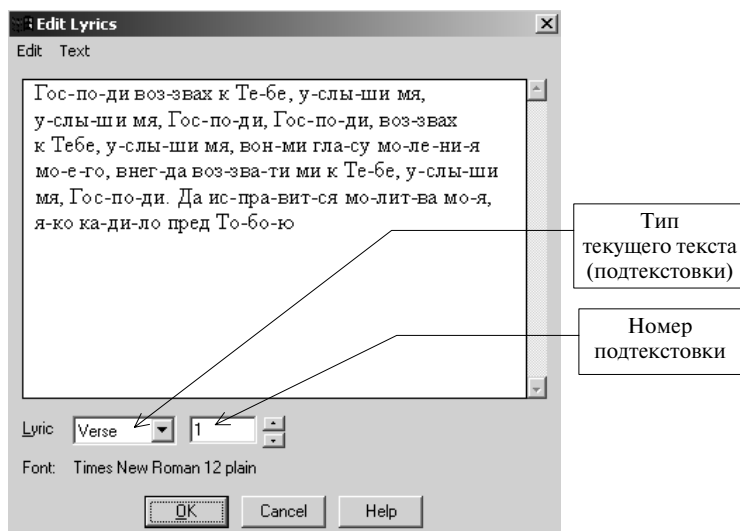 Edit Lyrics
Edit Text
Гос-по-ди воз-звах к Те-бе, у-слы-ши мя,
у-слы-ши мя, Гос-по-ди, Гос-по-ди, воз-звах
к Тебе, у-слы-ши мя, вон-ми гла-су мо-ле-ни-я
мо-е-го, внег-да воз-зва-ти ми к Те-бе, у-слы-ши
мя, Гос-по-ди. Да ис-пра-вит-ся мо-лит-ва мо-я,
я-ко ка-ди-ло пред То-бо-ю
Тип
текущего текста
(подтекстовки)
Номер
подтекстовки
Lyric Verse 1
Font: Times New Roman 12 plain
OK Cancel Help